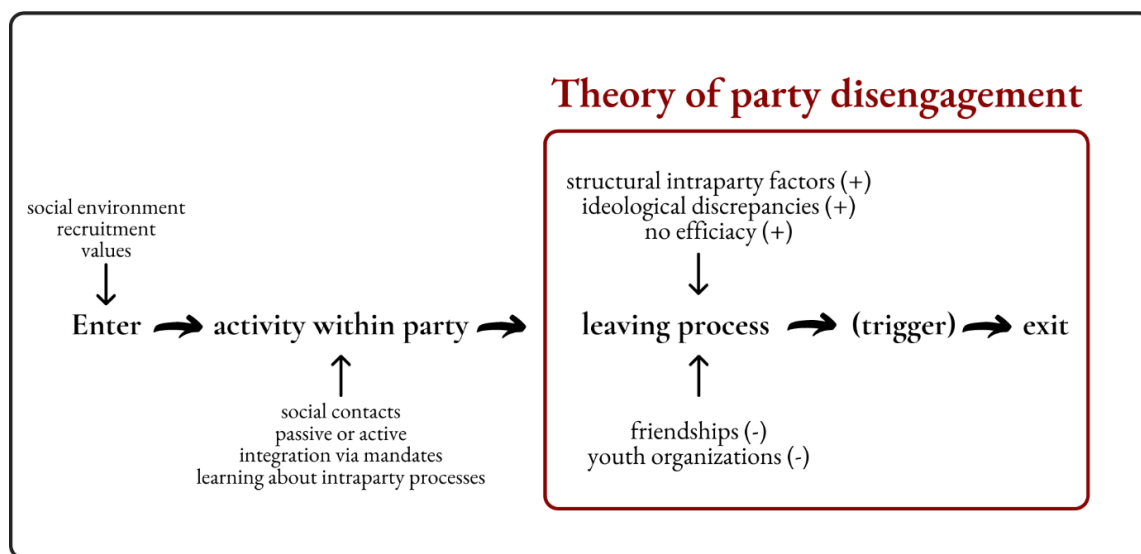 Theory of party disengagement
social environment
recruitment
values
structural intraparty factors (+)
ideological discrepancies (+)
no efficiacy (+)
Enter
activity within party
leaving process
(trigger)
exit
social contacts
passive or active
integration via mandates
learning about intraparty processes
friendships (-)
youth organizations (-)